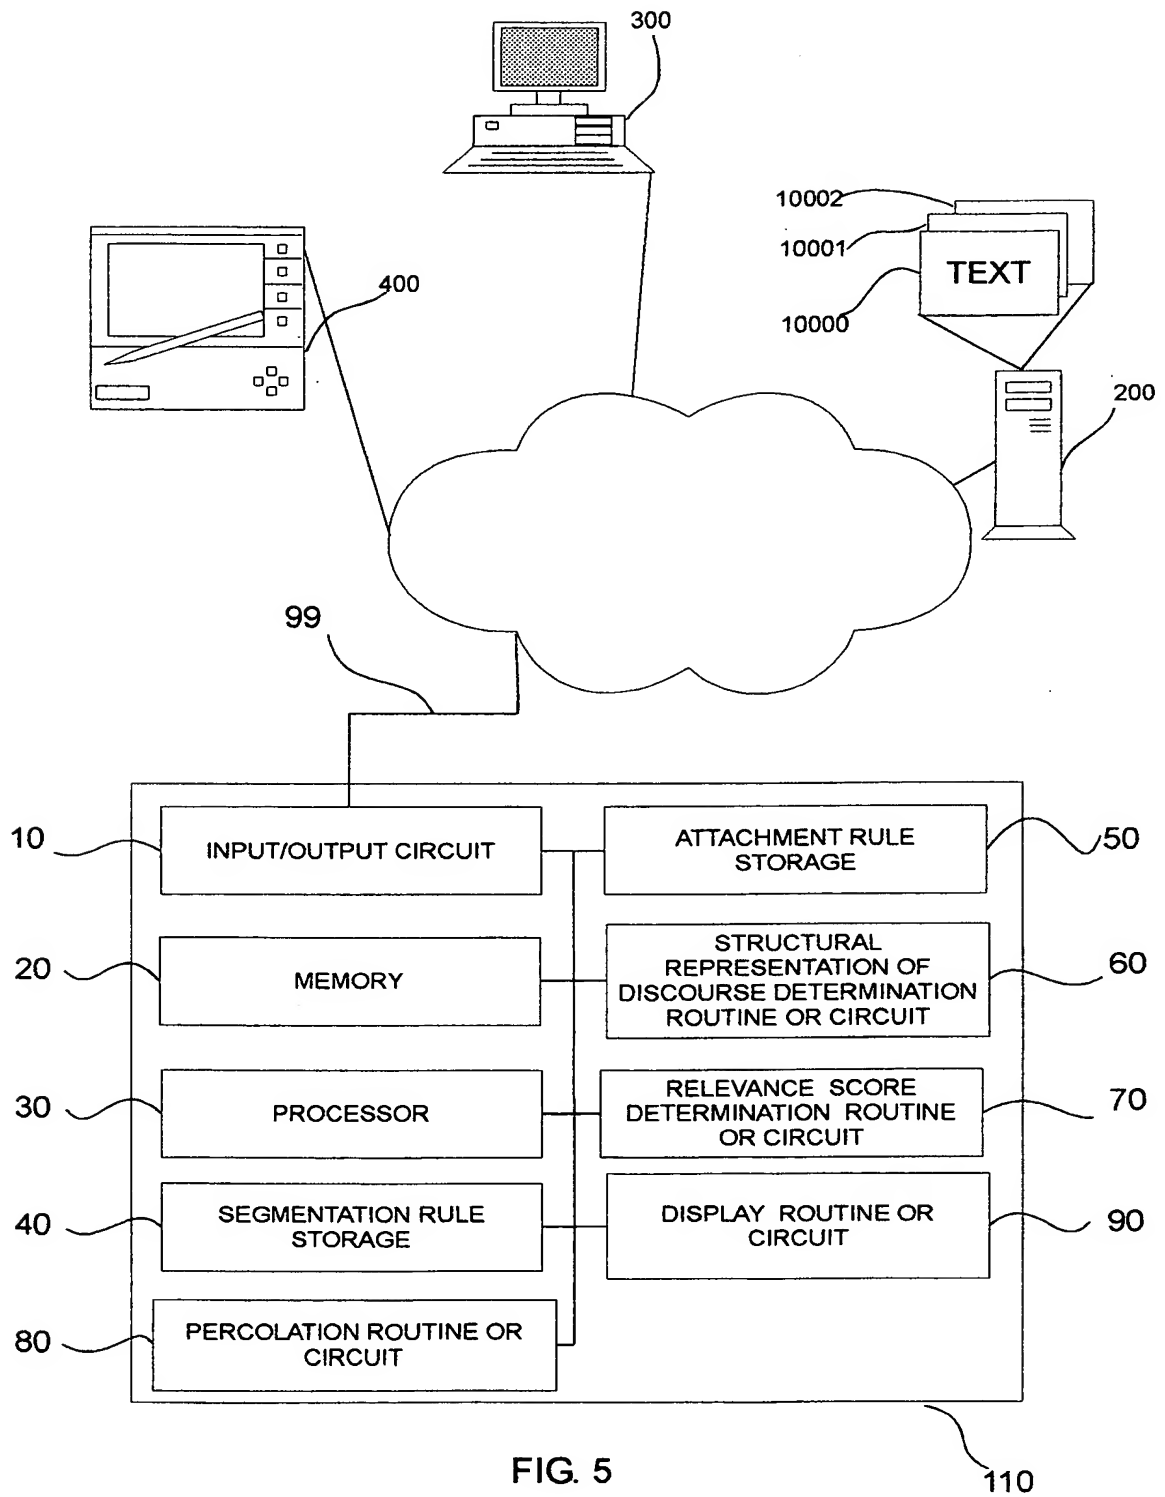 300
10002
10001
TEXT
10000
400
200
99
10
INPUT/OUTPUT CIRCUIT
ATTACHMENT RULE
STORAGE
50
20
MEMORY
STRUCTURAL
REPRESENTATION OF
DISCOURSE DETERMINATION
ROUTINE OR CIRCUIT
60
30
PROCESSOR
RELEVANCE SCORE
DETERMINATION ROUTINE
OR CIRCUIT
70
40
SEGMENTATION RULE
STORAGE
DISPLAY ROUTINE OR
CIRCUIT
90
80
PERCOLATION ROUTINE OR
CIRCUIT
FIG. 5
110